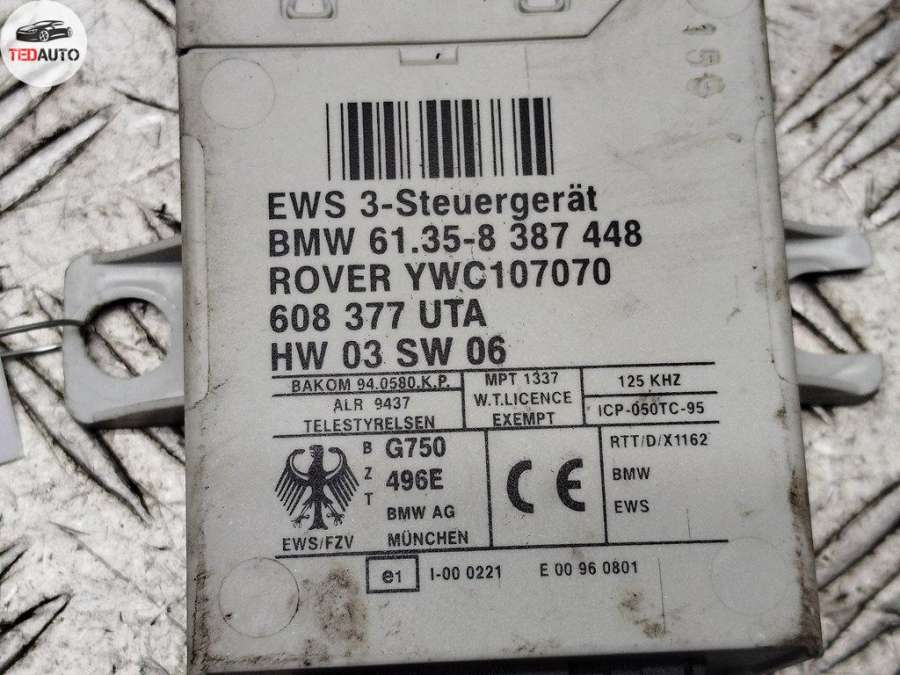 TEDAUTO
EWS 3-Steuergerät
BMW 61.35-8 387 448
ROVER YWC107070
608 377 UTA
HW 03 SW 06
BAKOM 94.0580.K.P.
ALR 9437
TELESTYRELSEN
MPT 1337
W.T.LICENCE
EXEMPT
125 KHZ
ICP-050TC-95
BZT
G750
496E
BMW AG
MÜNCHEN
EWS/FZV
CE
RTT/D/X1162
BMW
EWS
e1 I-00 0221 E 00 96 0801